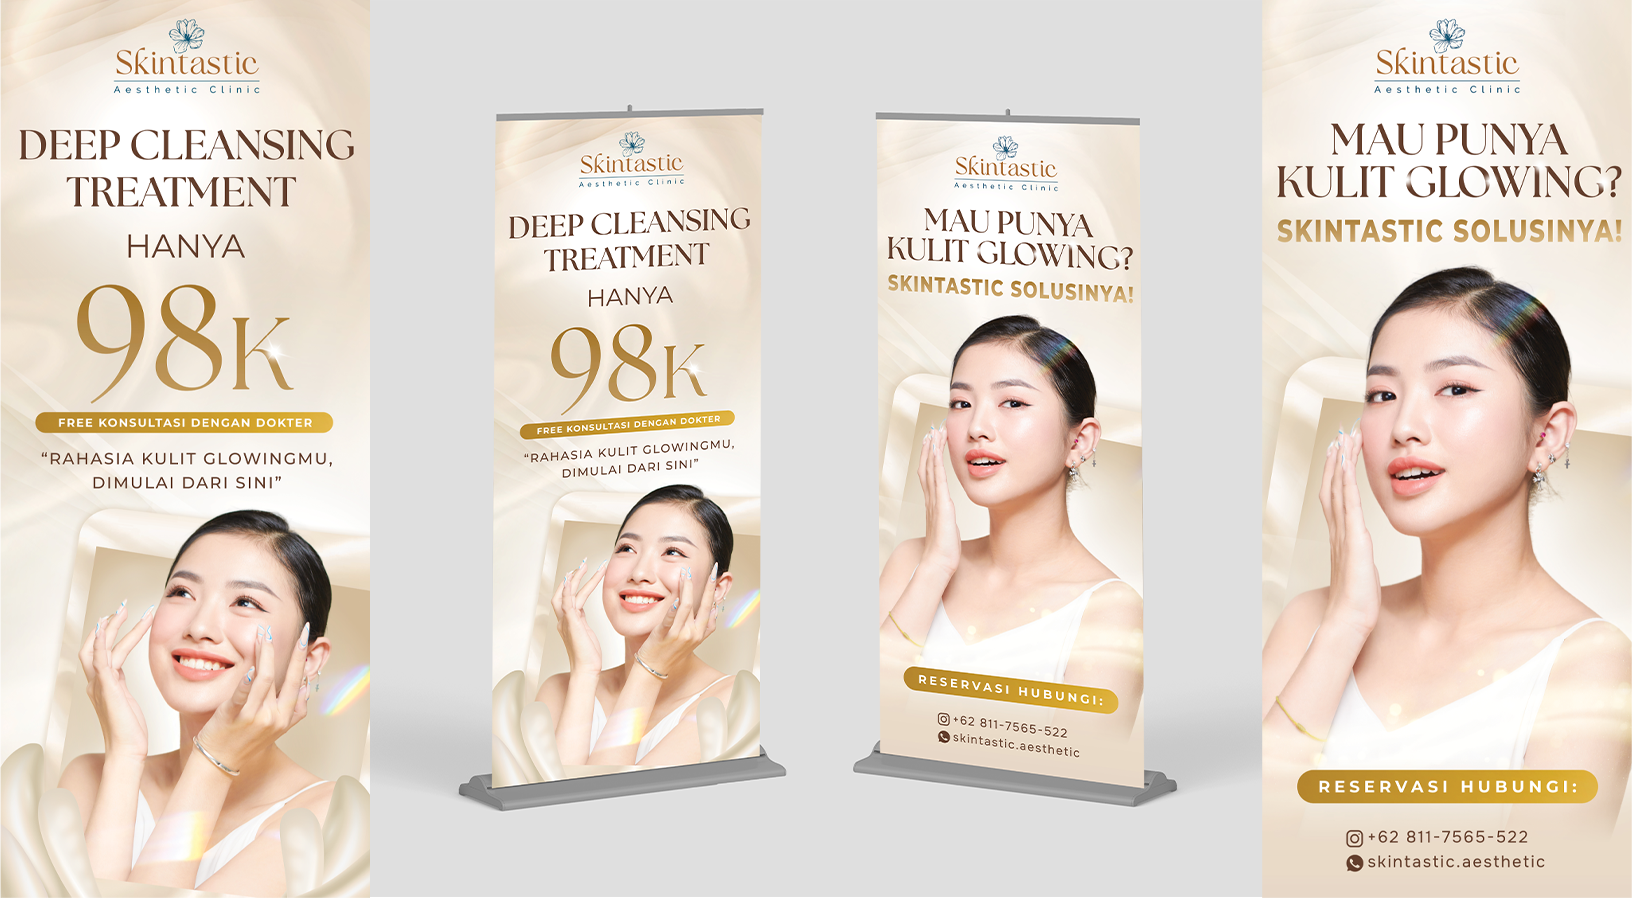 Skintastic
Aesthetic Clinic
DEEP CLEANSING
TREATMENT
HANYA
98K
FREE KONSULTASI DENGAN DOKTER
“RAHASIA KULIT GLOWINGMU,
DIMULAI DARI SINI”
Skintastic
Aesthetic Clinic
DEEP CLEANSING
TREATMENT
HANYA
98K
FREE KONSULTASI DENGAN DOKTER
“RAHASIA KULIT GLOWINGMU,
DIMULAI DARI SINI”
Skintastic
Aesthetic Clinic
MAU PUNYA
KULIT GLOWING?
SKINTASTIC SOLUSINYA!
RESERVASI HUBUNGI:
+62 811-7565-522
skintastic.aesthetic
Skintastic
Aesthetic Clinic
MAU PUNYA
KULIT GLOWING?
SKINTASTIC SOLUSINYA!
RESERVASI HUBUNGI:
+62 811-7565-522
skintastic.aesthetic